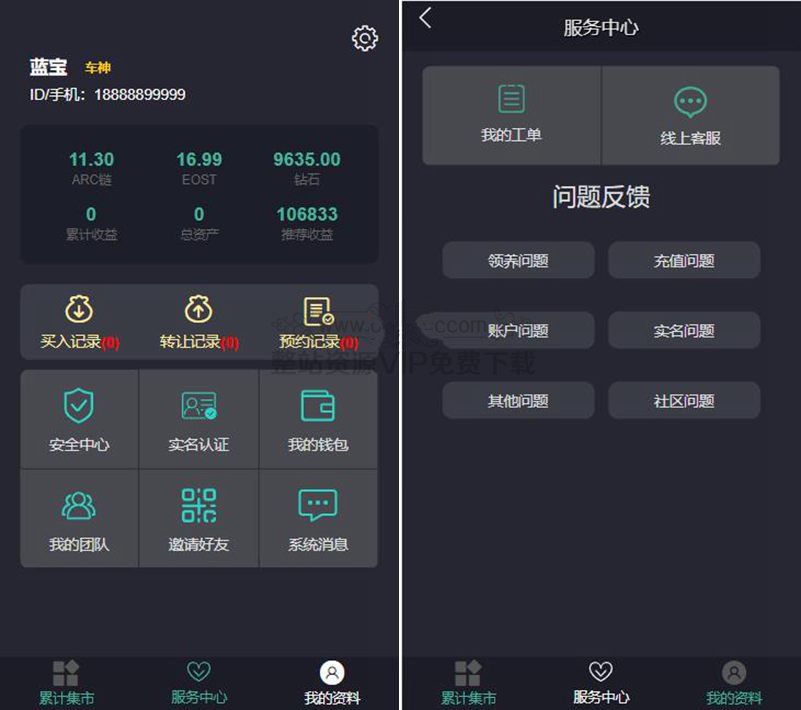 蓝宝 车神
ID/手机：18888899999
11.30 16.99 9635.00
ARC链 EOST 钻石
0 0 106833
累计收益 总资产 推荐收益
买入记录(0) 转让记录(0) 预约记录(0)
安全中心 实名认证 我的钱包
我的团队 邀请好友 系统消息
累计集市 服务中心 我的资料
服务中心
我的工单 线上客服
问题反馈
领养问题 充值问题
账户问题 实名问题
其他问题 社区问题
累计集市 服务中心 我的资料
整站资源VIP免费下载